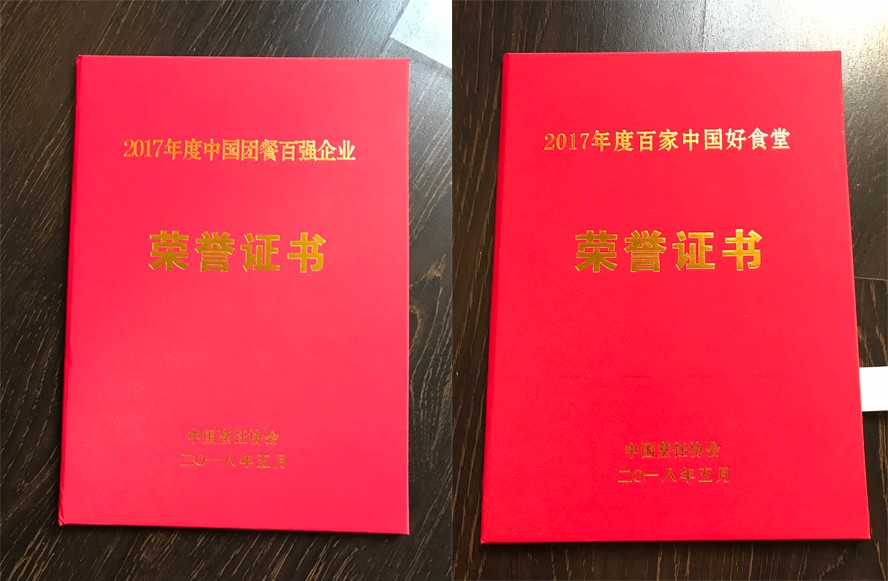 2017年度中国团餐百强企业
荣誉证书
中国烹饪协会
二〇一八年五月
2017年度百家中国好食堂
荣誉证书
中国烹饪协会
二〇一八年五月